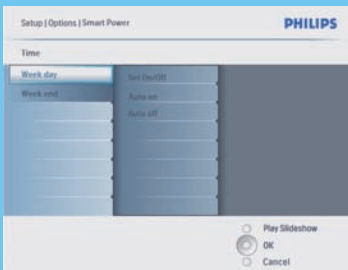 Setup | Options | Smart Power
PHILIPS
Time
Week day
Set On/Off
Week end
Auto on
Auto off
Play Slideshow
OK
Cancel